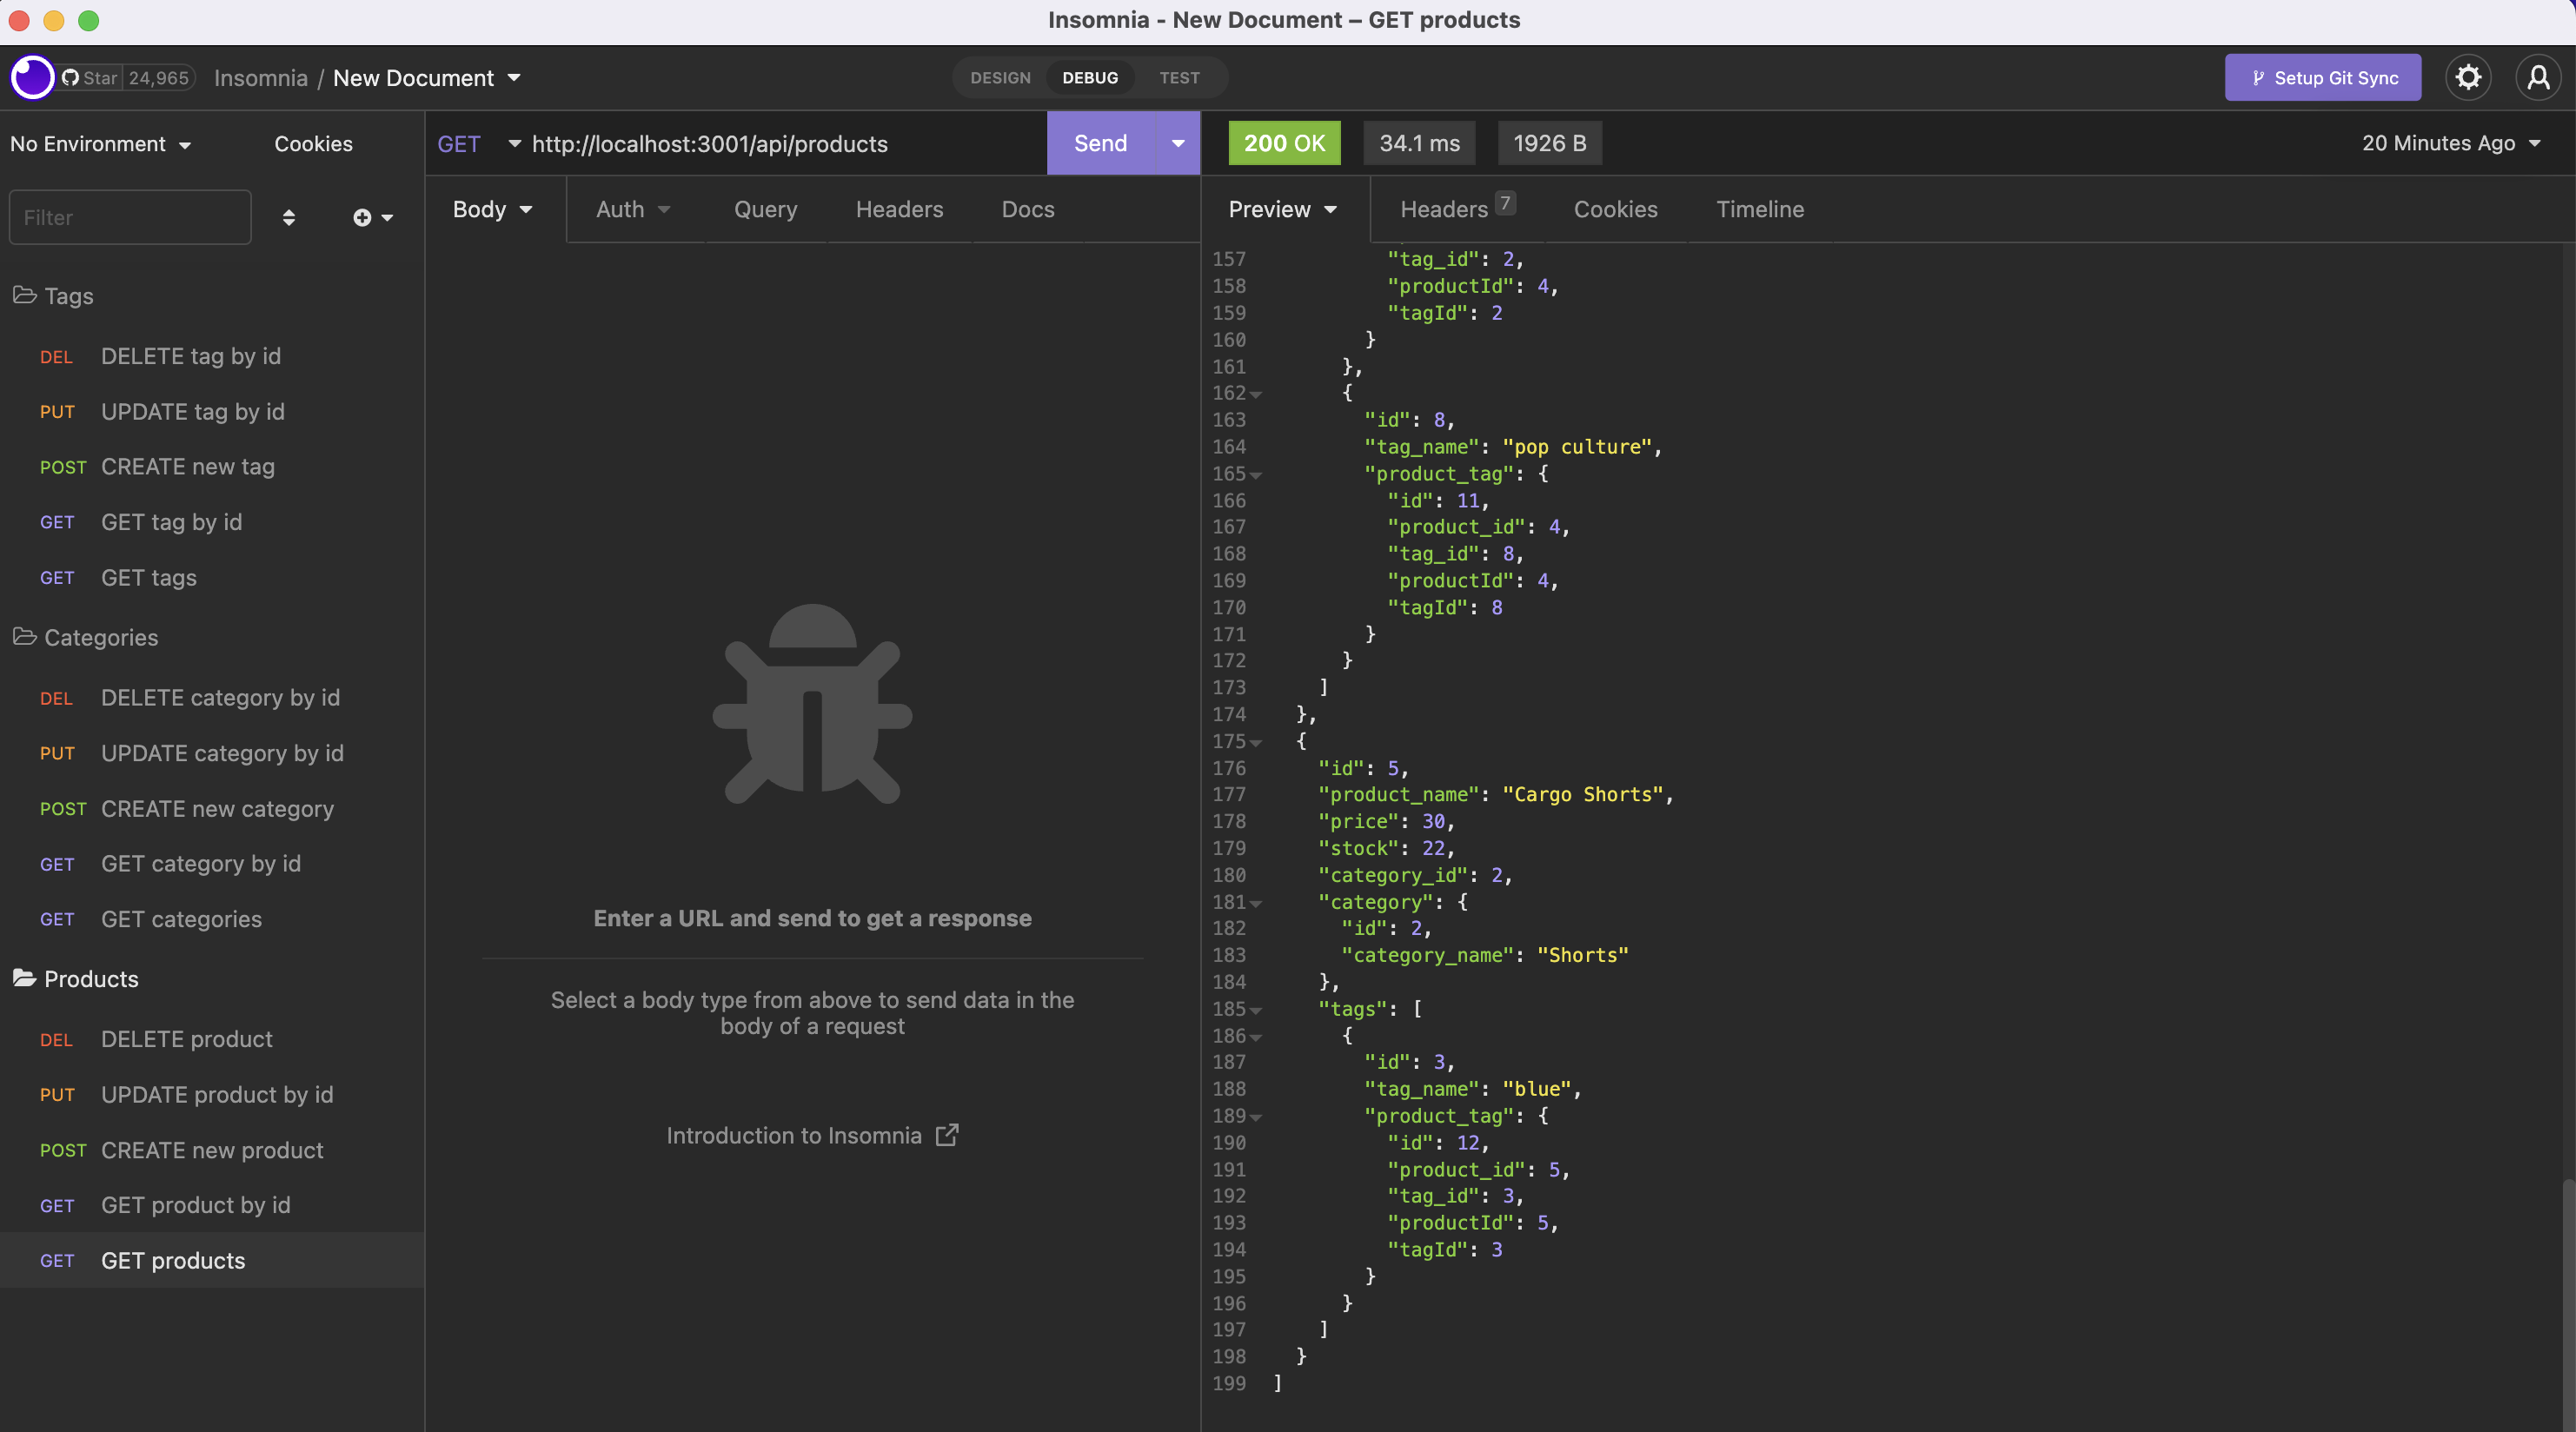 Insomnia - New Document – GET products
Star 24,965 Insomnia / New Document
DESIGN DEBUG TEST
Setup Git Sync
No Environment Cookies
GET http://localhost:3001/api/products Send
200 OK 34.1 ms 1926 B 20 Minutes Ago
Filter
Body Auth Query Headers Docs
Preview Headers 7 Cookies Timeline
Tags
DEL DELETE tag by id
PUT UPDATE tag by id
POST CREATE new tag
GET GET tag by id
GET GET tags
Categories
DEL DELETE category by id
PUT UPDATE category by id
POST CREATE new category
GET GET category by id
GET GET categories
Products
DEL DELETE product
PUT UPDATE product by id
POST CREATE new product
GET GET product by id
GET GET products
Enter a URL and send to get a response
Select a body type from above to send data in the
body of a request
Introduction to Insomnia
157 "tag_id": 2,
158 "productId": 4,
159 "tagId": 2
160 }
161 },
162 {
163 "id": 8,
164 "tag_name": "pop culture",
165 "product_tag": {
166 "id": 11,
167 "product_id": 4,
168 "tag_id": 8,
169 "productId": 4,
170 "tagId": 8
171 }
172 }
173 ]
174 },
175 {
176 "id": 5,
177 "product_name": "Cargo Shorts",
178 "price": 30,
179 "stock": 22,
180 "category_id": 2,
181 "category": {
182 "id": 2,
183 "category_name": "Shorts"
184 },
185 "tags": [
186 {
187 "id": 3,
188 "tag_name": "blue",
189 "product_tag": {
190 "id": 12,
191 "product_id": 5,
192 "tag_id": 3,
193 "productId": 5,
194 "tagId": 3
195 }
196 }
197 ]
198 }
199 ]